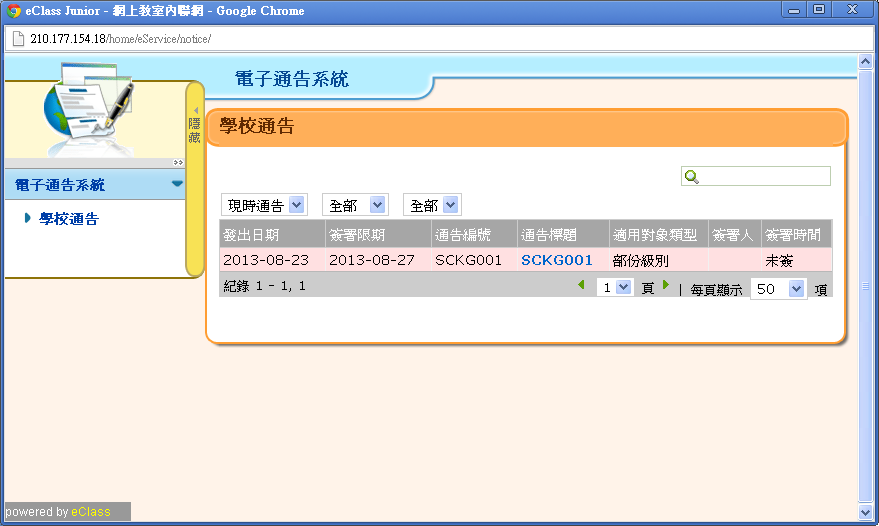 eClass Junior - 網上教室內聯網 - Google Chrome
210.177.154.18/home/eService/notice/
電子通告系統
隱藏
學校通告
電子通告系統
學校通告
現時通告 全部 全部
發出日期 簽署限期 通告編號 通告標題 適用對象類型 簽署人 簽署時間
2013-08-23 2013-08-27 SCKG001 SCKG001 部份級別 未簽
紀錄 1 - 1, 1 1 頁 | 每頁顯示 50 項
powered by eClass